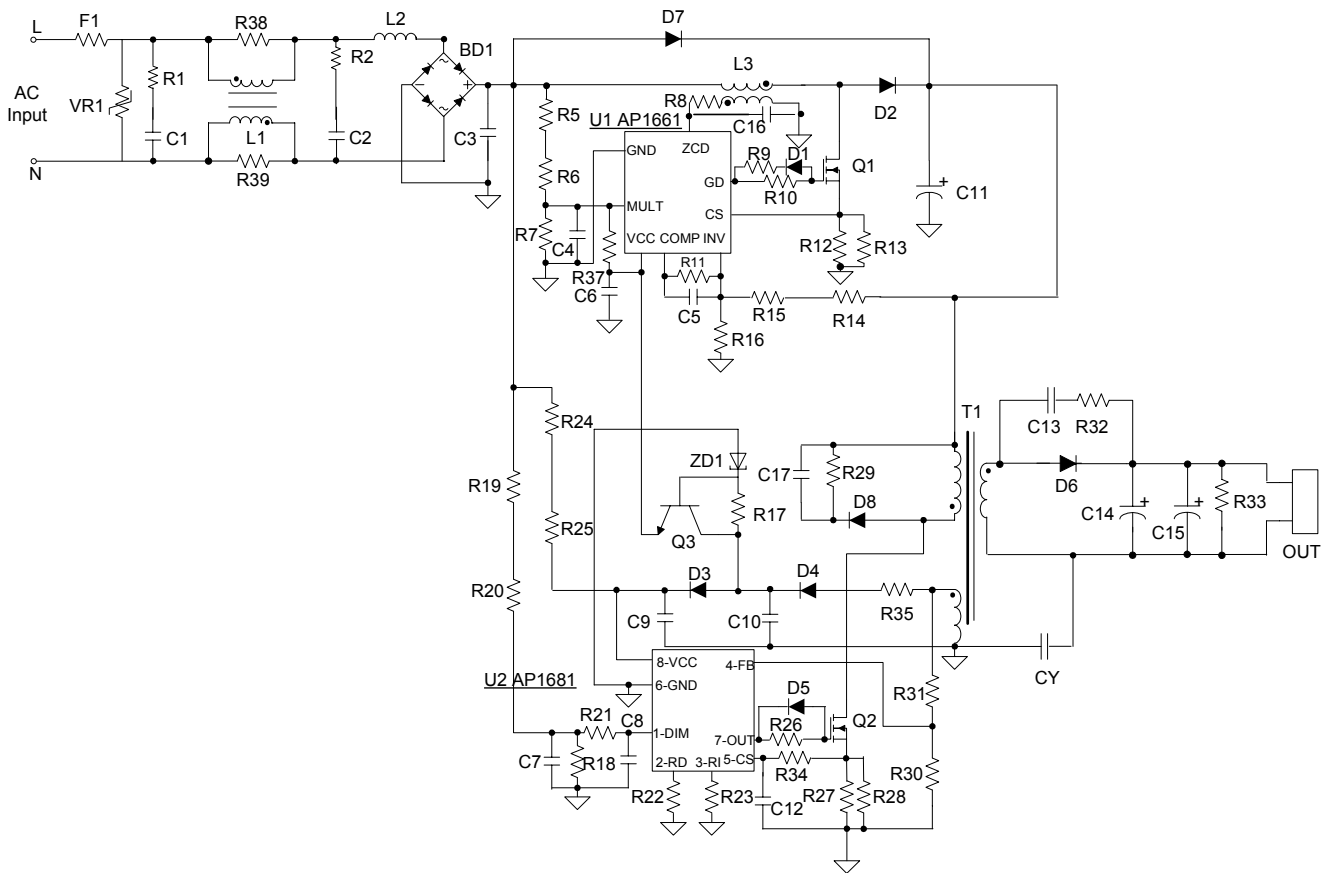 D7
L
F1
R38
L2
R2
BD1
L3
R1
AC
Input
VR1
R8
D2
R5
U1 AP1661
C16
C1
L1
C2
C3
ZCD
GND
R9
D1
Q1
N
R39
R6
GD
R10
C11
MULT
CS
R7
C4
VCC
COMP
INV
R12
R13
R37
R11
C6
C5
R15
R14
R16
T1
R24
C13
R32
ZD1
C17
R29
D6
R19
R17
D8
C14
C15
R33
R25
Q3
OUT
D3
D4
R20
R35
C9
C10
8-VCC
4-FB
CY
U2 AP1681
6-GND
D5
R31
R21
C8
Q2
1-DIM
R26
7-OUT
C7
R18
2-RD
3-RI
5-CS
R34
R30
R22
R23
C12
R27
R28